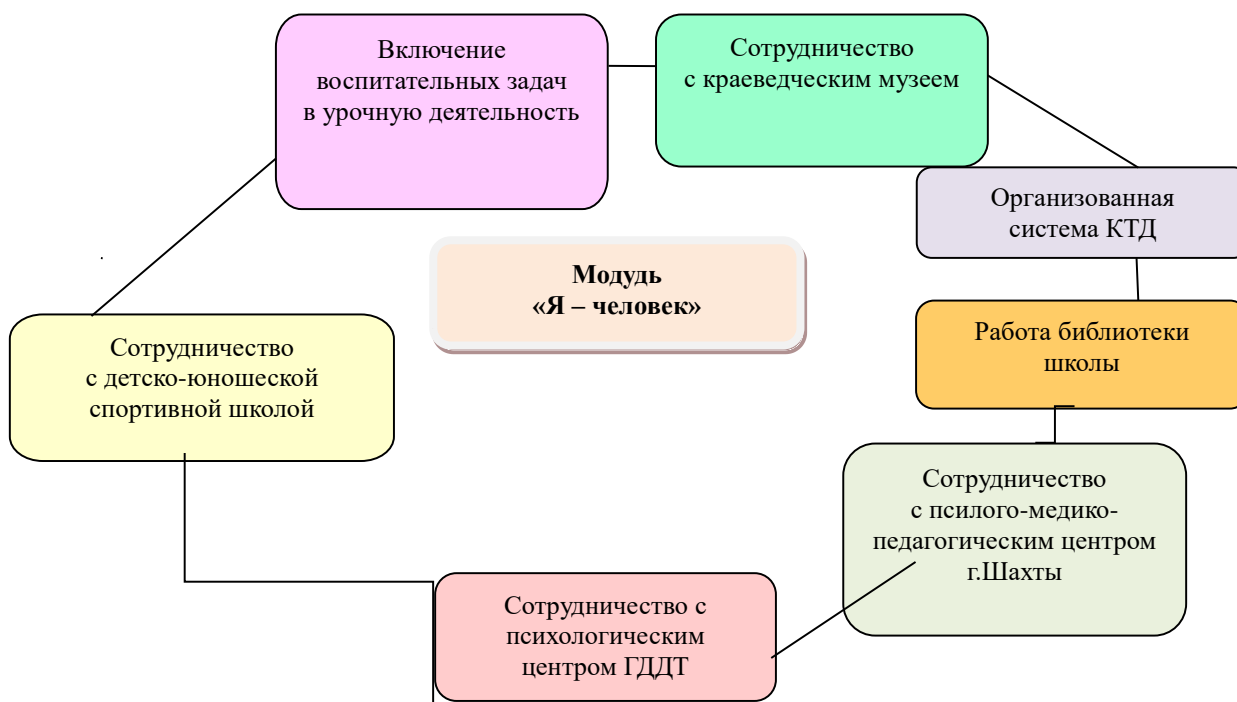 Включение
воспитательных задач
в урочную деятельность
Сотрудничество
с краеведческим музеем
Организованная
система КТД
Модудь
«Я – человек»
Работа библиотеки
школы
Сотрудничество
с детско-юношеской
спортивной школой
Сотрудничество
с псилого-медико-
педагогическим центром
г.Шахты
Сотрудничество с
психологическим
центром ГДДТ